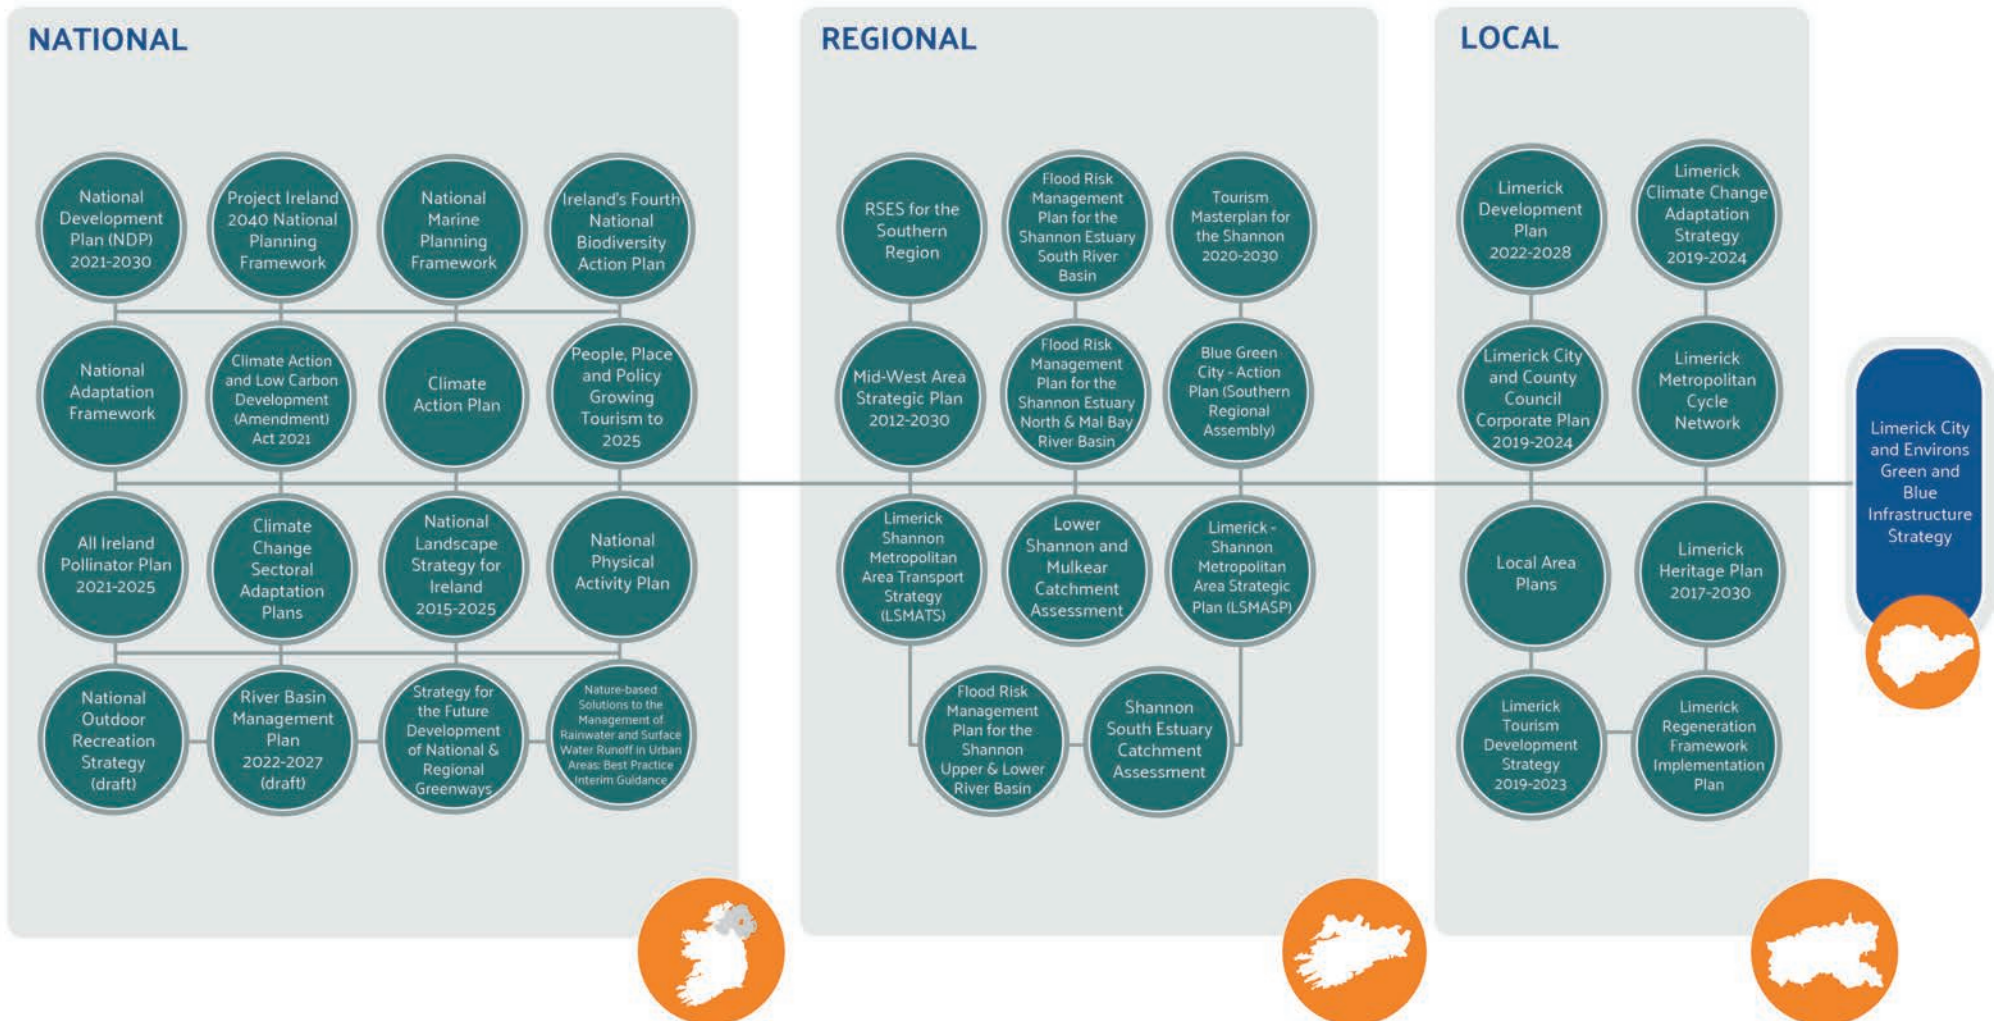 NATIONAL
National
Development
Plan (NDP)
2021-2030
Project Ireland
2040 National
Planning
Framework
National
Marine
Planning
Framework
Ireland's Fourth
National
Biodiversity
Action Plan
National
Adaptation
Framework
Climate Action
and Low Carbon
Development
(Amendment)
Act 2021
Climate
Action Plan
People, Place
and Policy
Growing
Tourism to
2025
All Ireland
Pollinator Plan
2021-2025
Climate
Change
Sectoral
Adaptation
Plans
National
Landscape
Strategy for
Ireland
2015-2025
National
Physical
Activity Plan
National
Outdoor
Recreation
Strategy
(draft)
River Basin
Management
Plan
2022-2027
(draft)
Strategy for
the Future
Development
of National &
Regional
Greenways
Nature-based
Solutions to the
Management of
Rainwater and Surface
Water Runoff in Urban
Areas: Best Practice
Interim Guidance
REGIONAL
RSES for the
Southern
Region
Flood Risk
Management
Plan for the
Shannon Estuary
South River
Basin
Tourism
Masterplan for
the Shannon
2020-2030
Mid-West Area
Strategic Plan
2012-2030
Flood Risk
Management
Plan for the
Shannon Estuary
North & Mal Bay
River Basin
Blue Green
City - Action
Plan (Southern
Regional
Assembly)
Limerick
Shannon
Metropolitan
Area Transport
Strategy
(LSMATS)
Lower
Shannon and
Mulkear
Catchment
Assessment
Limerick -
Shannon
Metropolitan
Area Strategic
Plan (LSMASP)
Flood Risk
Management
Plan for the
Shannon
Upper & Lower
River Basin
Shannon
South Estuary
Catchment
Assessment
LOCAL
Limerick
Development
Plan
2022-2028
Limerick
Climate Change
Adaptation
Strategy
2019-2024
Limerick City
and County
Council
Corporate Plan
2019-2024
Limerick
Metropolitan
Cycle
Network
Local Area
Plans
Limerick
Heritage Plan
2017-2030
Limerick
Tourism
Development
Strategy
2019-2023
Limerick
Regeneration
Framework
Implementation
Plan
Limerick City
and Environs
Green and
Blue
Infrastructure
Strategy